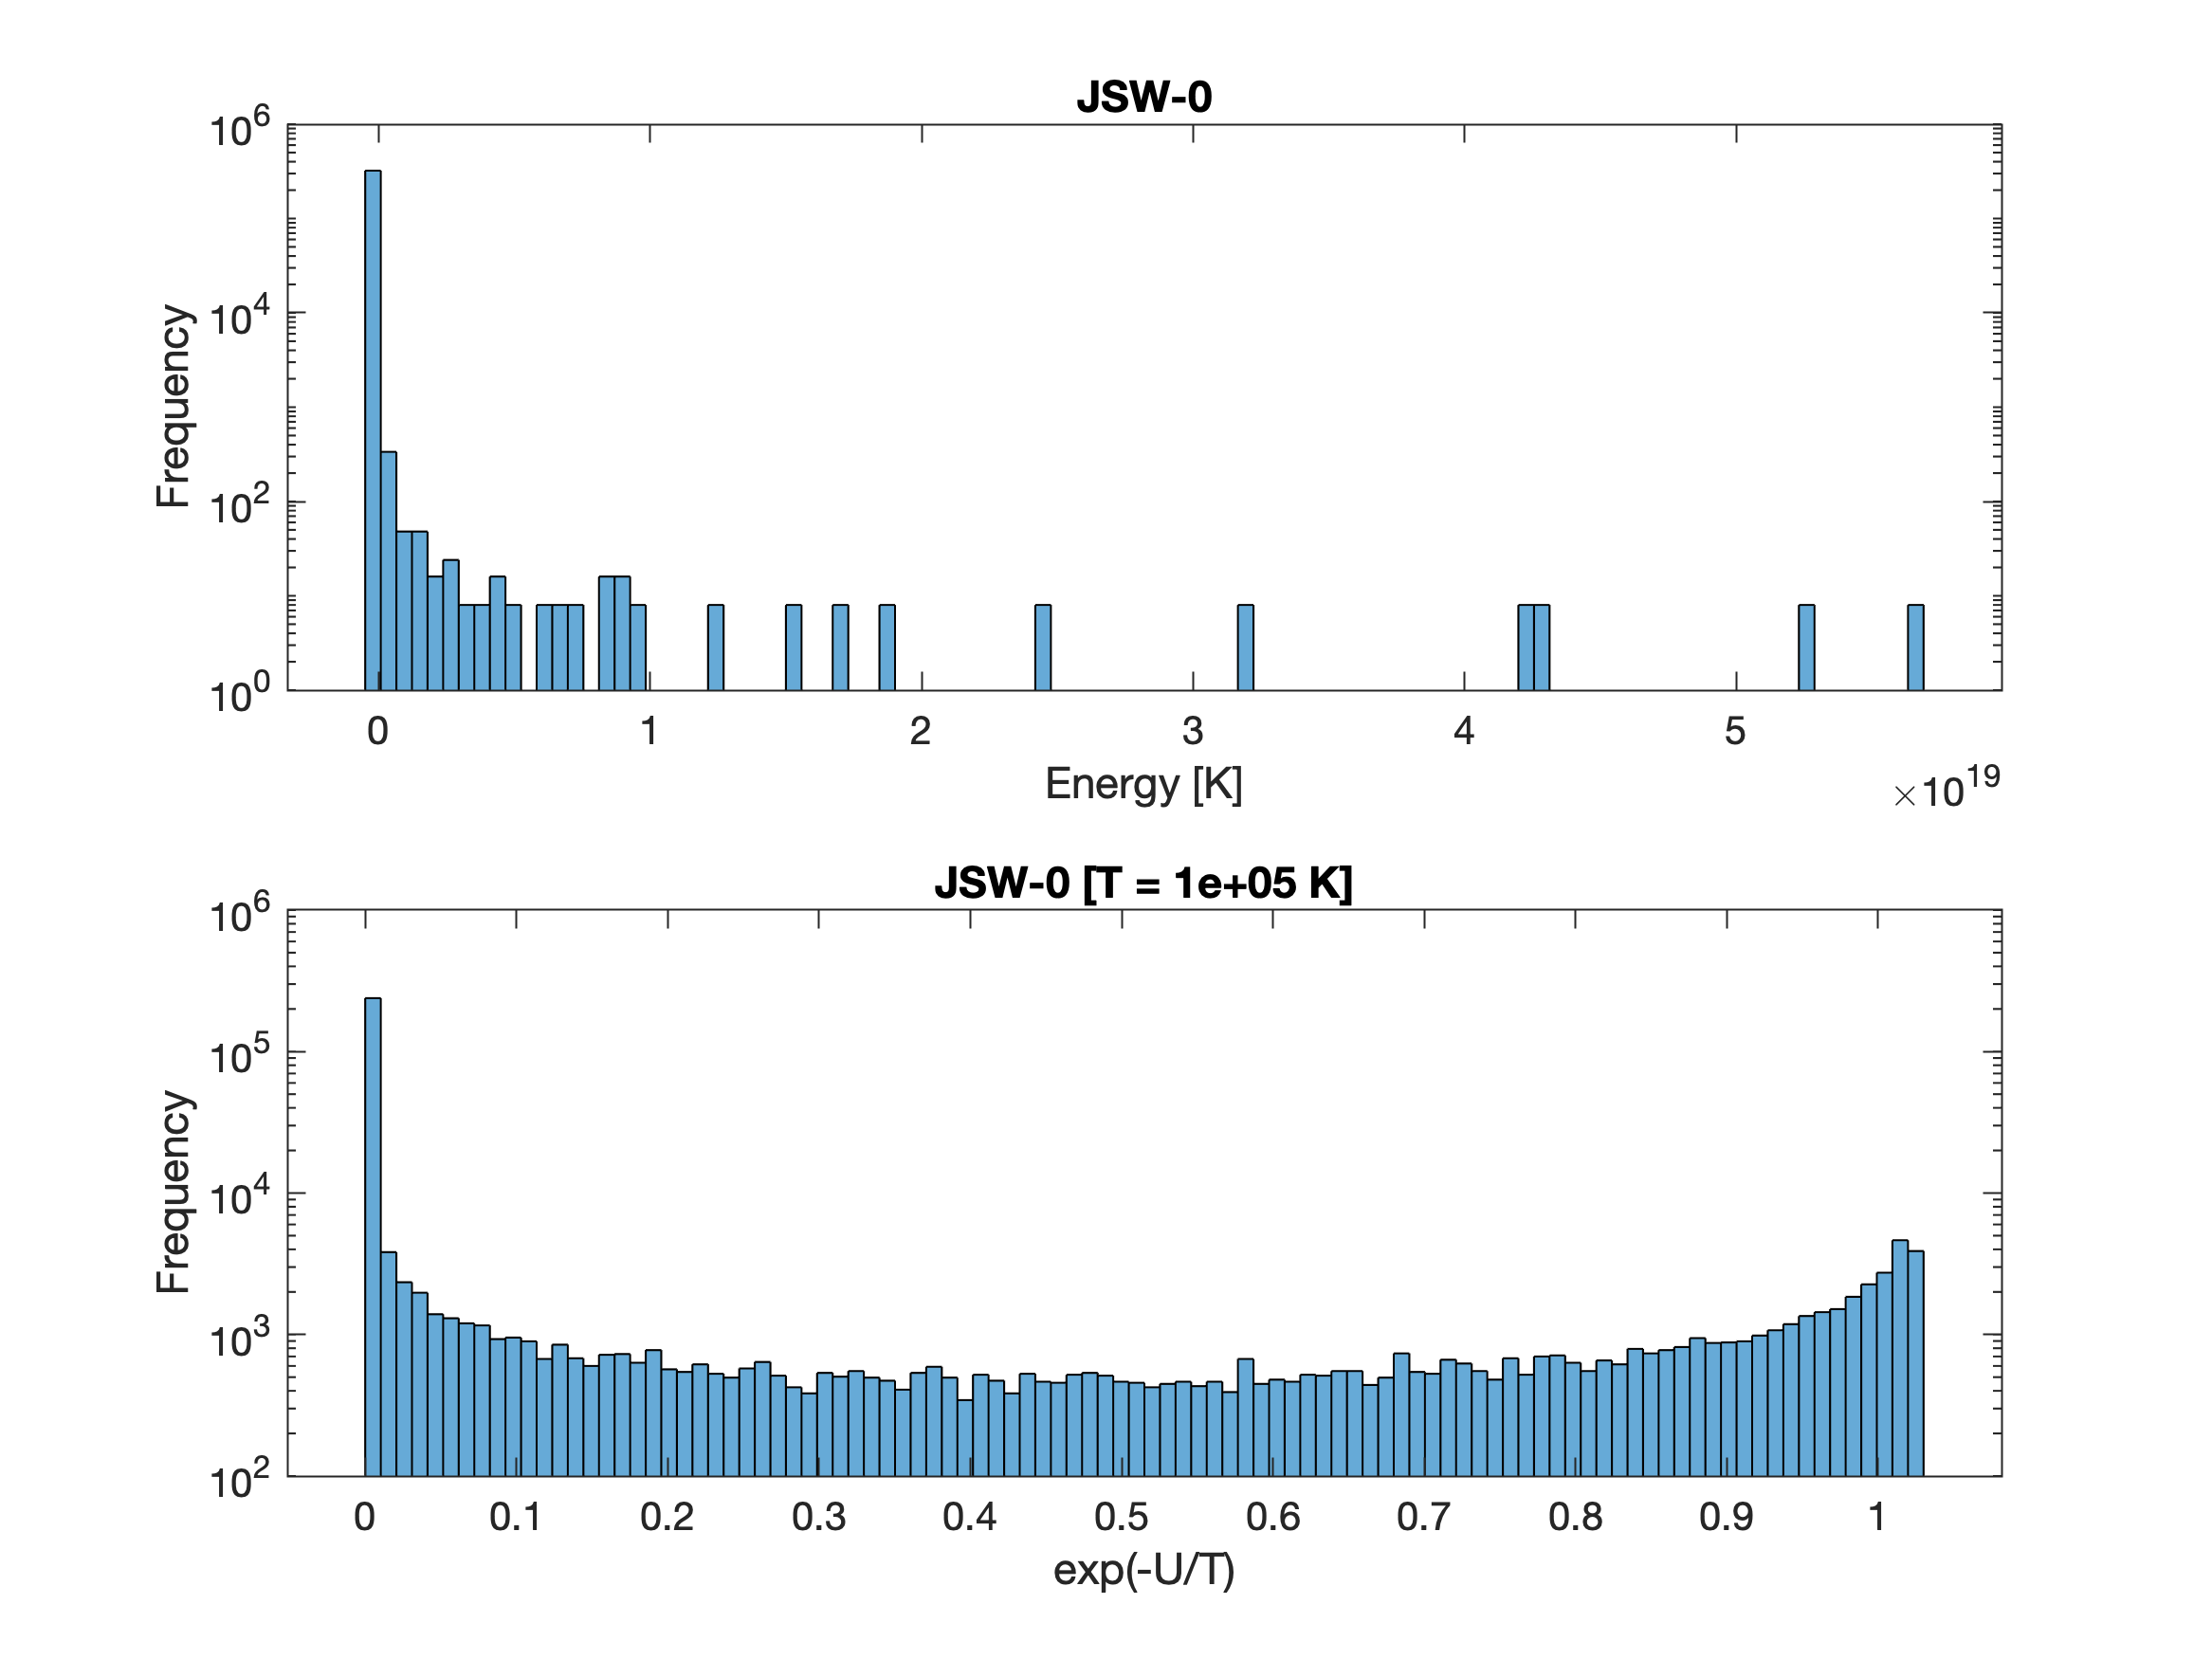 JSW-0
10^6
10^4
10^2
10^0
Frequency
0 1 2 3 4 5
Energy [K]
×10^19
JSW-0 [T = 1e+05 K]
10^6
10^5
10^4
10^3
10^2
Frequency
0 0.1 0.2 0.3 0.4 0.5 0.6 0.7 0.8 0.9 1
exp(-U/T)